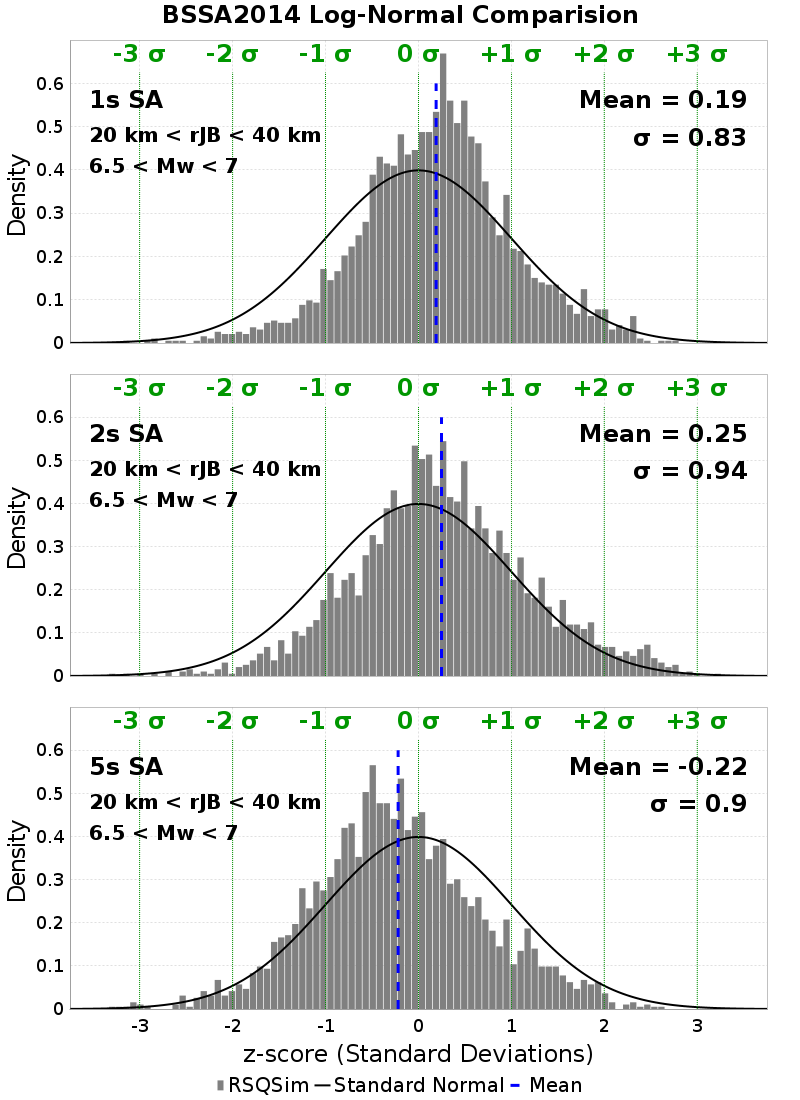 BSSA2014 Log-Normal Comparision
-3 σ -2 σ -1 σ 0 σ +1 σ +2 σ +3 σ
1s SA
Mean = 0.19
20 km < rJB < 40 km
σ = 0.83
6.5 < Mw < 7
Density
0.6
0.5
0.4
0.3
0.2
0.1
0
-3 σ -2 σ -1 σ 0 σ +1 σ +2 σ +3 σ
2s SA
Mean = 0.25
20 km < rJB < 40 km
σ = 0.94
6.5 < Mw < 7
Density
0.6
0.5
0.4
0.3
0.2
0.1
0
-3 σ -2 σ -1 σ 0 σ +1 σ +2 σ +3 σ
5s SA
Mean = -0.22
20 km < rJB < 40 km
σ = 0.9
6.5 < Mw < 7
Density
0.6
0.5
0.4
0.3
0.2
0.1
0
-3 -2 -1 0 1 2 3
z-score (Standard Deviations)
RSQSim Standard Normal Mean